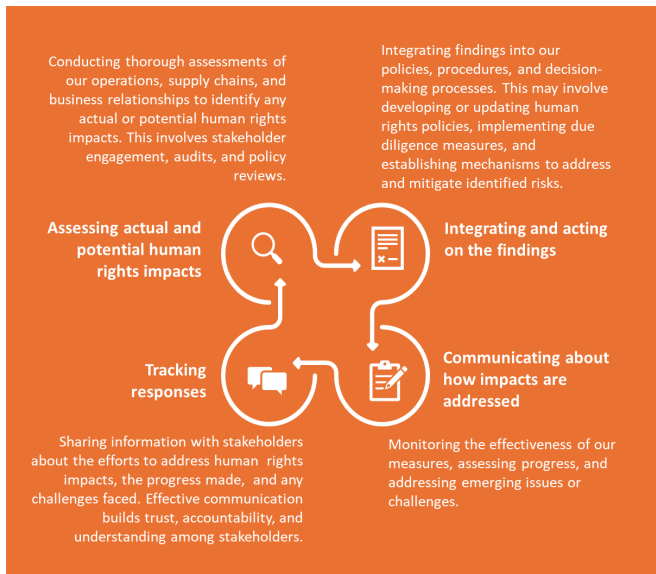 Conducting thorough assessments of
our operations, supply chains, and
business relationships to identify any
actual or potential human rights
impacts. This involves stakeholder
engagement, audits, and policy
reviews.
Integrating findings into our
policies, procedures, and decision-
making processes. This may involve
developing or updating human
rights policies, implementing due
diligence measures, and
establishing mechanisms to address
and mitigate identified risks.
Assessing actual and
potential human
rights impacts
Integrating and acting
on the findings
Tracking
responses
Communicating about
how impacts are
addressed
Sharing information with stakeholders
about the efforts to address human rights
impacts, the progress made, and any
challenges faced. Effective communication
builds trust, accountability, and
understanding among stakeholders.
Monitoring the effectiveness of our
measures, assessing progress, and
addressing emerging issues or
challenges.